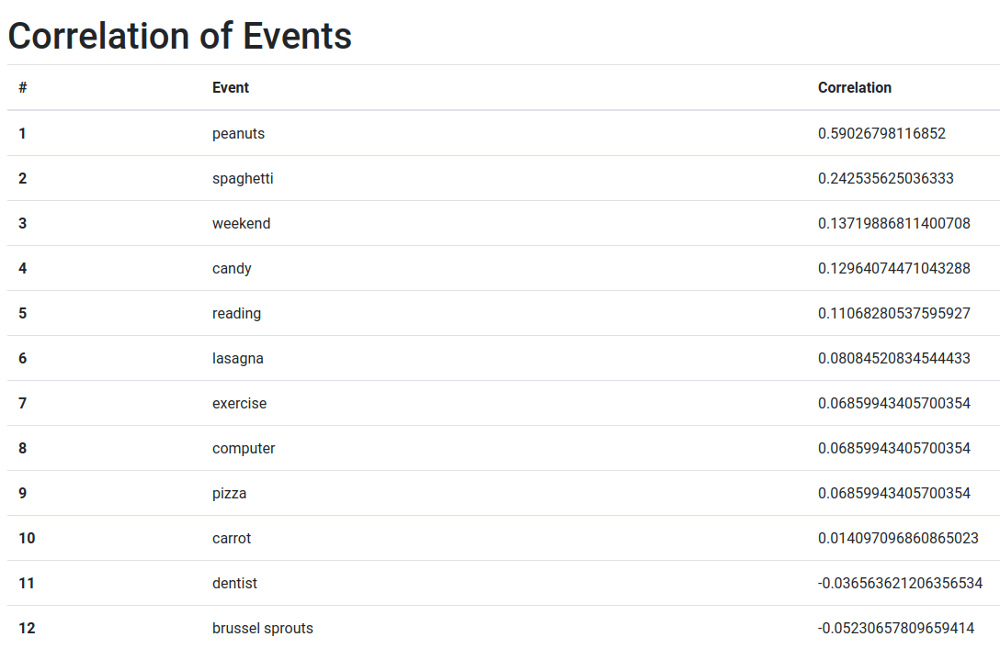 Correlation of Events
# Event Correlation
1 peanuts 0.59026798116852
2 spaghetti 0.242535625036333
3 weekend 0.13719886811400708
4 candy 0.12964074471043288
5 reading 0.11068280537595927
6 lasagna 0.08084520834544433
7 exercise 0.06859943405700354
8 computer 0.06859943405700354
9 pizza 0.06859943405700354
10 carrot 0.014097096860865023
11 dentist -0.036563621206356534
12 brussel sprouts -0.05230657809659414